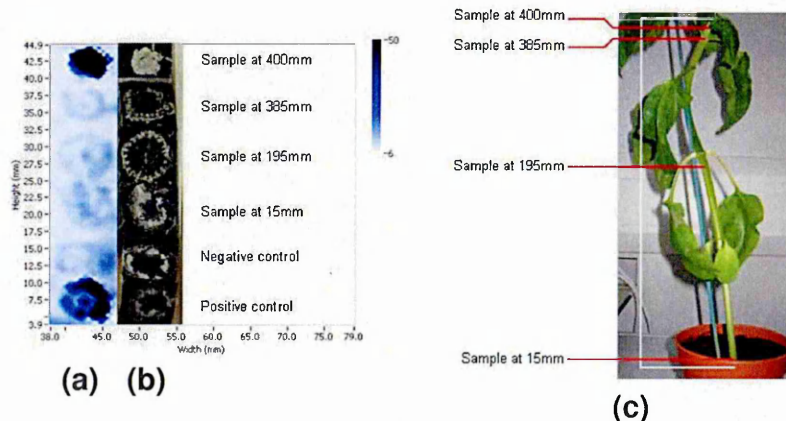 44.9
42.5
40.0
37.5
35.0
32.5
30.0
27.5
25.0
22.5
20.0
17.5
15.0
12.5
10.0
7.5
3.9
Height (mm)
38.0 45.0 50.0 55.0 60.0 65.0 70.0 75.0 79.0
Width (mm)
Sample at 400mm
Sample at 385mm
Sample at 195mm
Sample at 15mm
Negative control
Positive control
-50
-6
(a) (b)
Sample at 400mm
Sample at 385mm
Sample at 195mm
Sample at 15mm
(c)